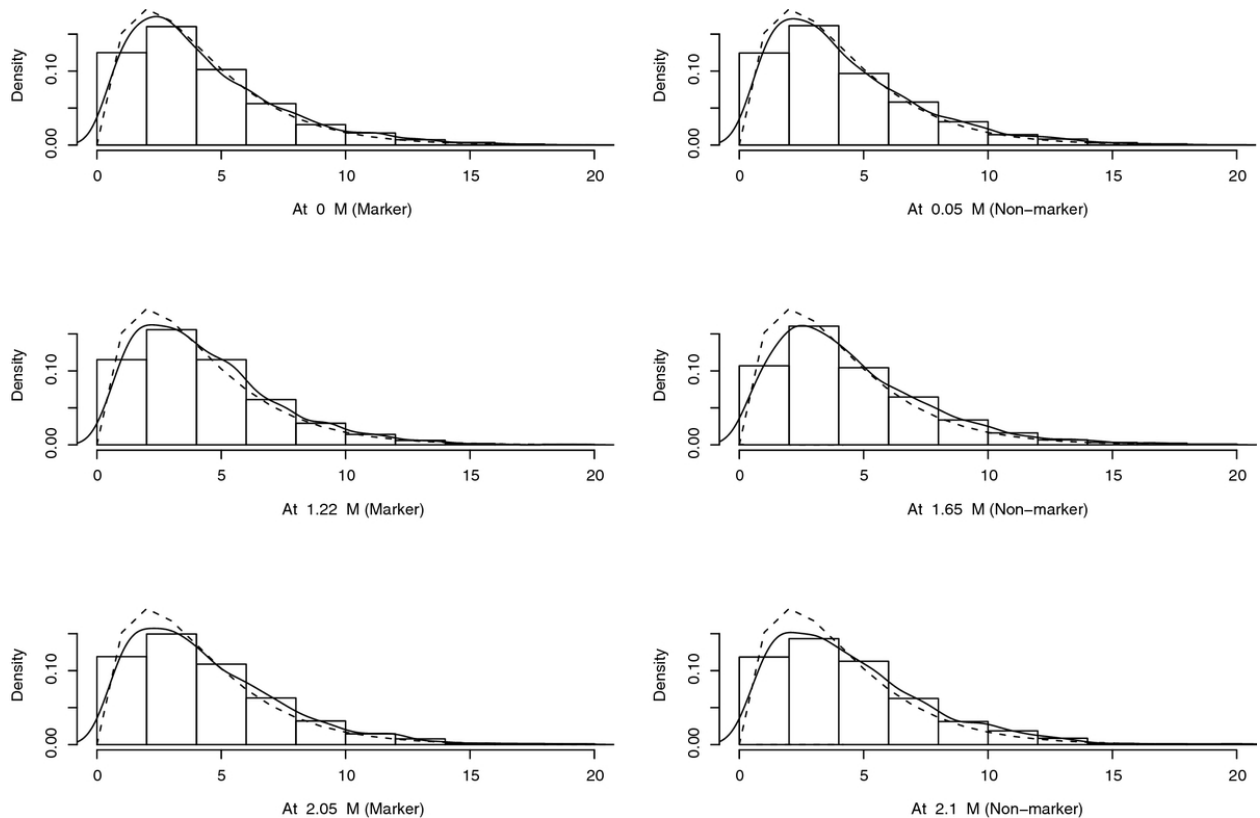 Density
0.00 0.10
0 5 10 15 20
At 0 M (Marker)
Density
0.00 0.10
0 5 10 15 20
At 0.05 M (Non−marker)
Density
0.00 0.10
0 5 10 15 20
At 1.22 M (Marker)
Density
0.00 0.10
0 5 10 15 20
At 1.65 M (Non−marker)
Density
0.00 0.10
0 5 10 15 20
At 2.05 M (Marker)
Density
0.00 0.10
0 5 10 15 20
At 2.1 M (Non−marker)